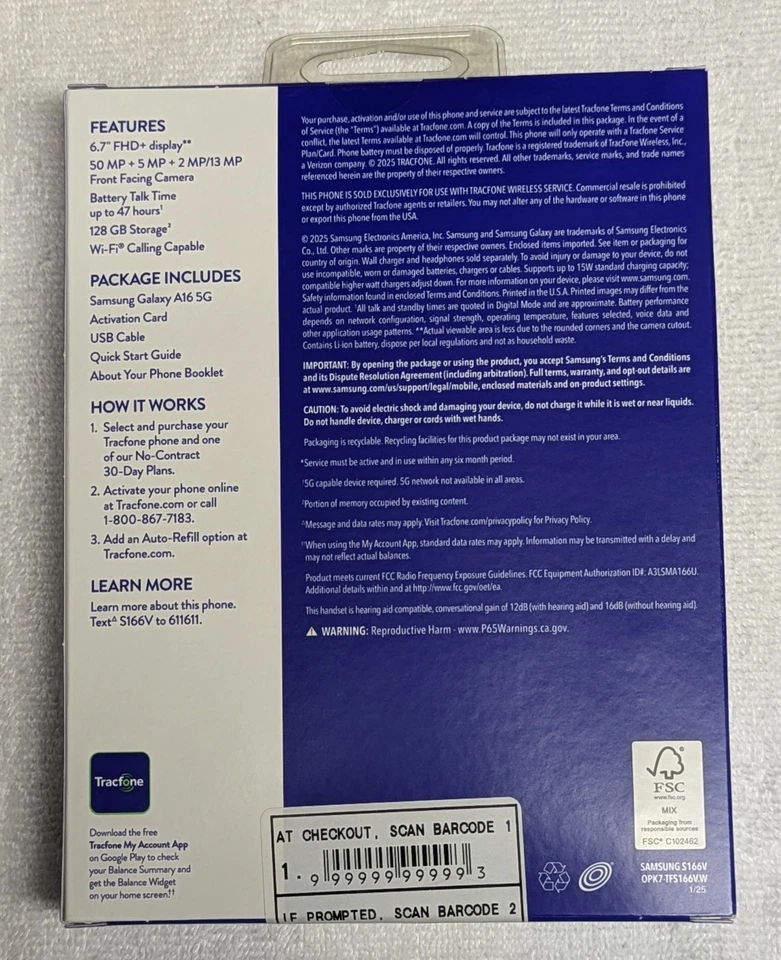 FEATURES
6.7" FHD+ display**
50 MP + 5 MP + 2 MP/13 MP
Front Facing Camera
Battery Talk Time
up to 47 hours¹
128 GB Storage²
Wi-Fi® Calling Capable
PACKAGE INCLUDES
Samsung Galaxy A16 5G
Activation Card
USB Cable
Quick Start Guide
About Your Phone Booklet
HOW IT WORKS
1. Select and purchase your
Tracfone phone and one
of our No-Contract
30-Day Plans.
2. Activate your phone online
at Tracfone.com or call
1-800-867-7183.
3. Add an Auto-Refill option at
Tracfone.com.
LEARN MORE
Learn more about this phone.
Text^ S166V to 611611.
Tracfone
Download the free
Tracfone My Account App
on Google Play to check
your Balance Summary and
get the Balance Widget
on your home screen.††
Your purchase, activation and/or use of this phone and service are subject to the latest Tracfone Terms and Conditions
of Service (the "Terms") available at Tracfone.com. A copy of the Terms is included in this package. In the event of a
conflict, the latest Terms available at Tracfone.com will control. This phone will only operate with a Tracfone Service
Plan/Card. Phone battery must be disposed of properly. Tracfone is a registered trademark of TracFone Wireless, Inc.,
a Verizon company. © 2025 TRACFONE. All rights reserved. All other trademarks, service marks, and trade names
referenced herein are the property of their respective owners.
THIS PHONE IS SOLD EXCLUSIVELY FOR USE WITH TRACFONE WIRELESS SERVICE. Commercial resale is prohibited
except by authorized Tracfone agents or retailers. You may not alter any of the hardware or software in this phone
or export this phone from the USA.
© 2025 Samsung Electronics America, Inc. Samsung and Samsung Galaxy are trademarks of Samsung Electronics
Co., Ltd. Other marks are property of their respective owners. Enclosed items imported. See item or packaging for
country of origin. Wall charger and headphones sold separately. To avoid injury or damage to your device, do not
use incompatible, worn or damaged batteries, chargers or cables. Supports up to 15W standard charging capacity;
compatible higher watt chargers adjust down. For more information on your device, please visit www.samsung.com.
Safety information found in enclosed Terms and Conditions. Printed in the U.S.A. Printed images may differ from the
actual product. ¹All talk and standby times are quoted in Digital Mode and are approximate. Battery performance
depends on network configuration, signal strength, operating temperature, features selected, voice data and
other application usage patterns. **Actual viewable area is less due to the rounded corners and the camera cutout.
Contains Li-ion battery, dispose per local regulations and not as household waste.
IMPORTANT: By opening the package or using the product, you accept Samsung's Terms and Conditions
and its Dispute Resolution Agreement (including arbitration). Full terms, warranty, and opt-out details are
at www.samsung.com/us/support/legal/mobile, enclosed materials and on-product settings.
CAUTION: To avoid electric shock and damaging your device, do not charge it while it is wet or near liquids.
Do not handle device, charger or cords with wet hands.
Packaging is recyclable. Recycling facilities for this product package may not exist in your area.
*Service must be active and in use within any six month period.
¹5G capable device required. 5G network not available in all areas.
²Portion of memory occupied by existing content.
^Message and data rates may apply. Visit Tracfone.com/privacypolicy for Privacy Policy.
††When using the My Account App, standard data rates may apply. Information may be transmitted with a delay and
may not reflect actual balances.
Product meets current FCC Radio Frequency Exposure Guidelines. FCC Equipment Authorization ID#: A3LSMA166U.
Additional details within and at http://www.fcc.gov/oet/ea.
This handset is hearing aid compatible, conversational gain of 12dB (with hearing aid) and 16dB (without hearing aid).
WARNING: Reproductive Harm - www.P65Warnings.ca.gov.
FSC
www.fsc.org
MIX
Packaging from
responsible sources
FSC® C102462
SAMSUNG S166V
OPK7-TFS166V.W
1/25
AT CHECKOUT, SCAN BARCODE 1
1. 9 99999 99999 3
IF PROMPTED, SCAN BARCODE 2